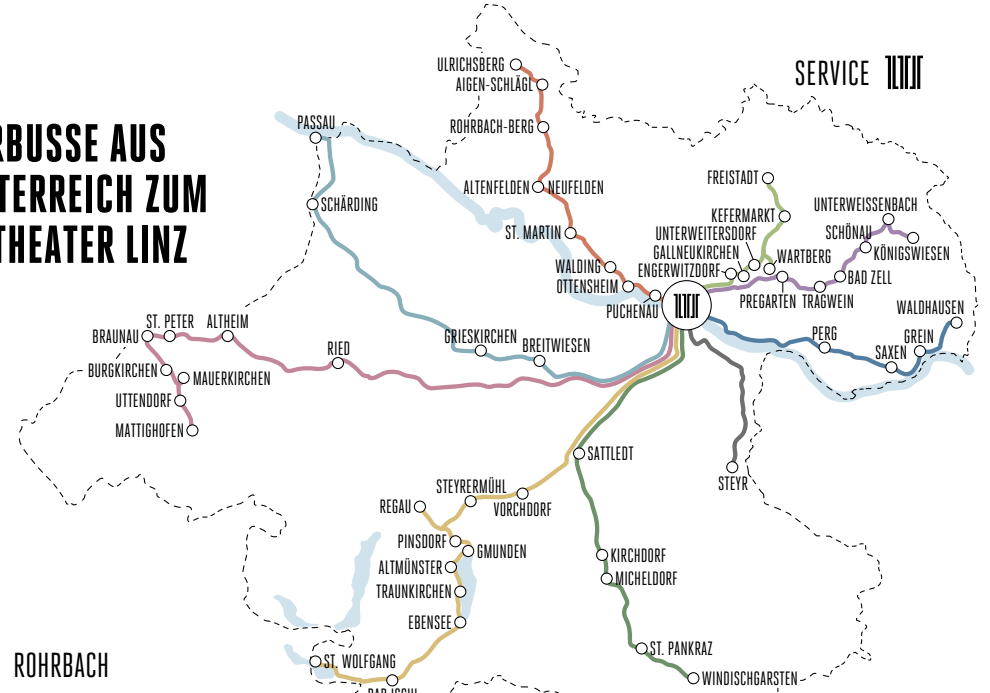 SERVICE
RBUSSE AUS
TERREICH ZUM
THEATER LINZ
ULRICHSBERG
AIGEN-SCHLÄGL
ROHRBACH-BERG
ALTENFELDEN
NEUFELDEN
ST. MARTIN
WALDING
OTTENSHEIM
PUCHENAU
PASSAU
SCHÄRDING
GRIESKIRCHEN
BREITWIESEN
FREISTADT
KEFERMARKT
UNTERWEITERSDORF
GALLNEUKIRCHEN
ENGERWITZDORF
WARTBERG
PREGARTEN
TRAGWEIN
BAD ZELL
SCHÖNAU
UNTERWEISSENBACH
KÖNIGSWIESEN
WALDHAUSEN
GREIN
SAXEN
PERG
BRAUNAU
ST. PETER
ALTHEIM
RIED
BURGKIRCHEN
MAUERKIRCHEN
UTTENDORF
MATTIGHOFEN
STEYR
SATTLEDT
STEYRERMÜHL
VORCHDORF
REGAU
PINSDORF
GMUNDEN
ALTMÜNSTER
TRAUNKIRCHEN
EBENSEE
ST. WOLFGANG
BAD ISCHL
KIRCHDORF
MICHELDORF
ST. PANKRAZ
WINDISCHGARSTEN
ROHRBACH